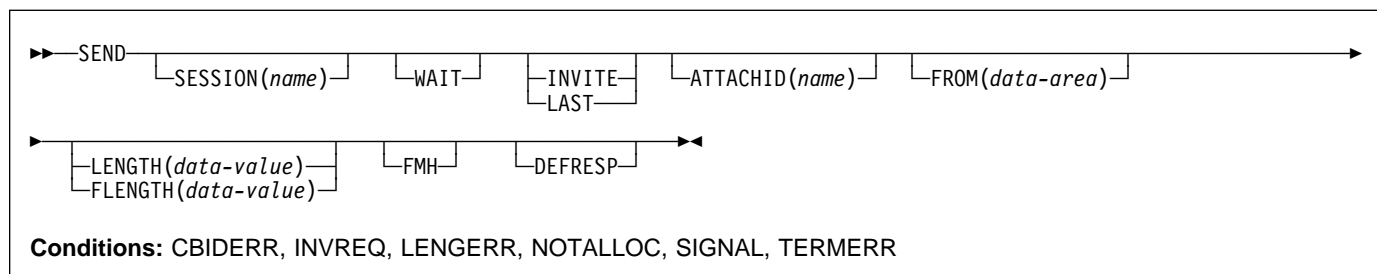 SEND
SESSION(name) WAIT INVITE ATTACHID(name) FROM(data-area)
LAST
LENGTH(data-value) FMH DEFRESP
FLENGTH(data-value)
Conditions: CBIDERR, INVREQ, LENGERR, NOTALLOC, SIGNAL, TERMERR